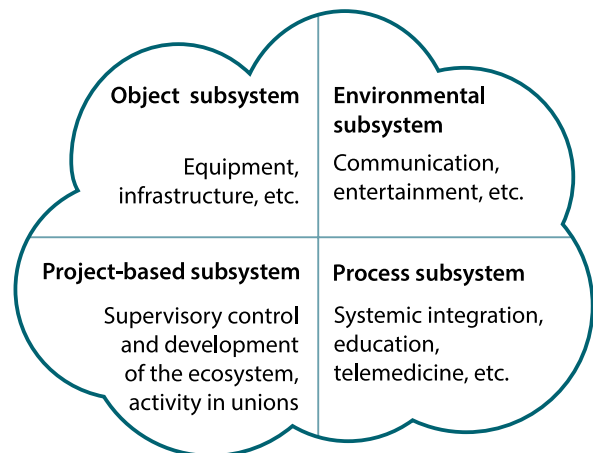 Object subsystem
Equipment,
infrastructure, etc.
Environmental
subsystem
Communication,
entertainment, etc.
Project-based subsystem
Supervisory control
and development
of the ecosystem,
activity in unions
Process subsystem
Systemic integration,
education,
telemedicine, etc.